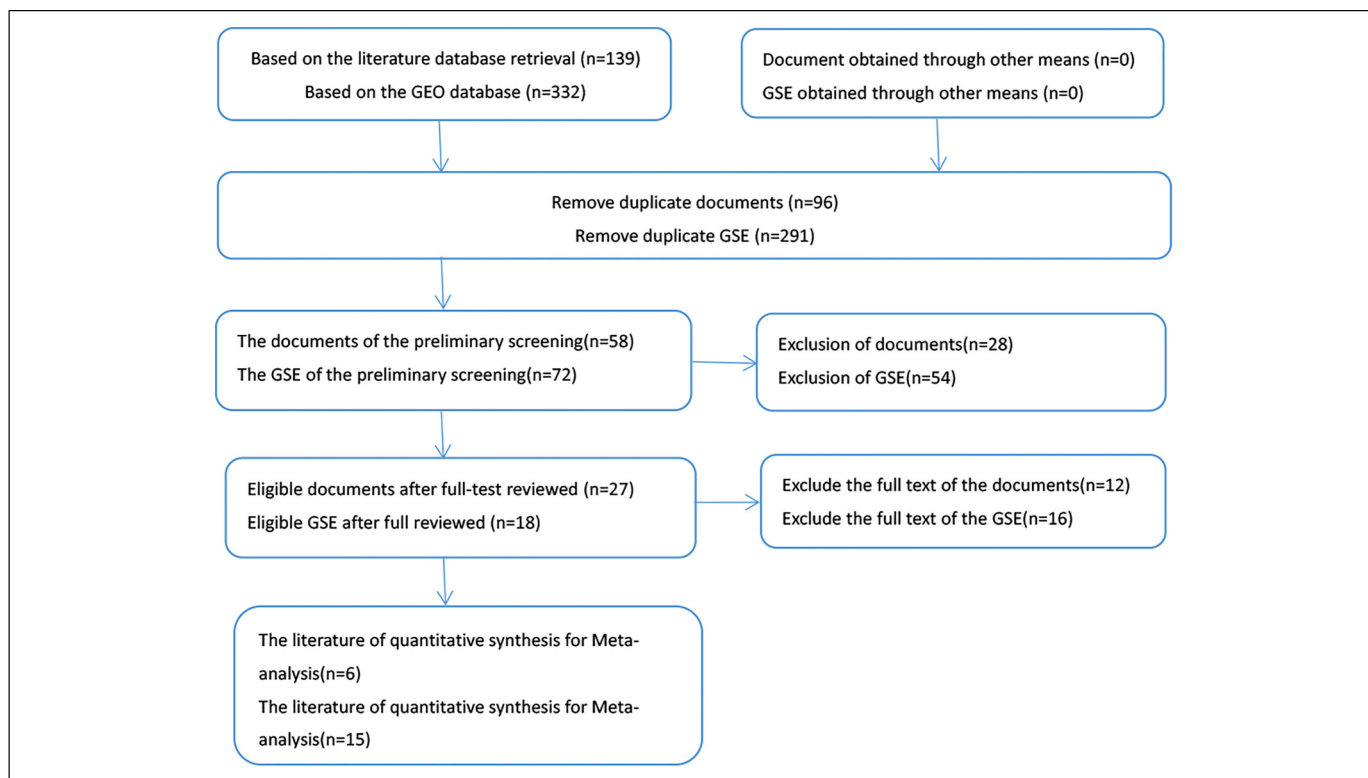 Based on the literature database retrieval (n=139)
Based on the GEO database (n=332)
Document obtained through other means (n=0)
GSE obtained through other means (n=0)
Remove duplicate documents (n=96)
Remove duplicate GSE (n=291)
The documents of the preliminary screening(n=58)
The GSE of the preliminary screening(n=72)
Exclusion of documents(n=28)
Exclusion of GSE(n=54)
Eligible documents after full-test reviewed (n=27)
Eligible GSE after full reviewed (n=18)
Exclude the full text of the documents(n=12)
Exclude the full text of the GSE(n=16)
The literature of quantitative synthesis for Meta-
analysis(n=6)
The literature of quantitative synthesis for Meta-
analysis(n=15)